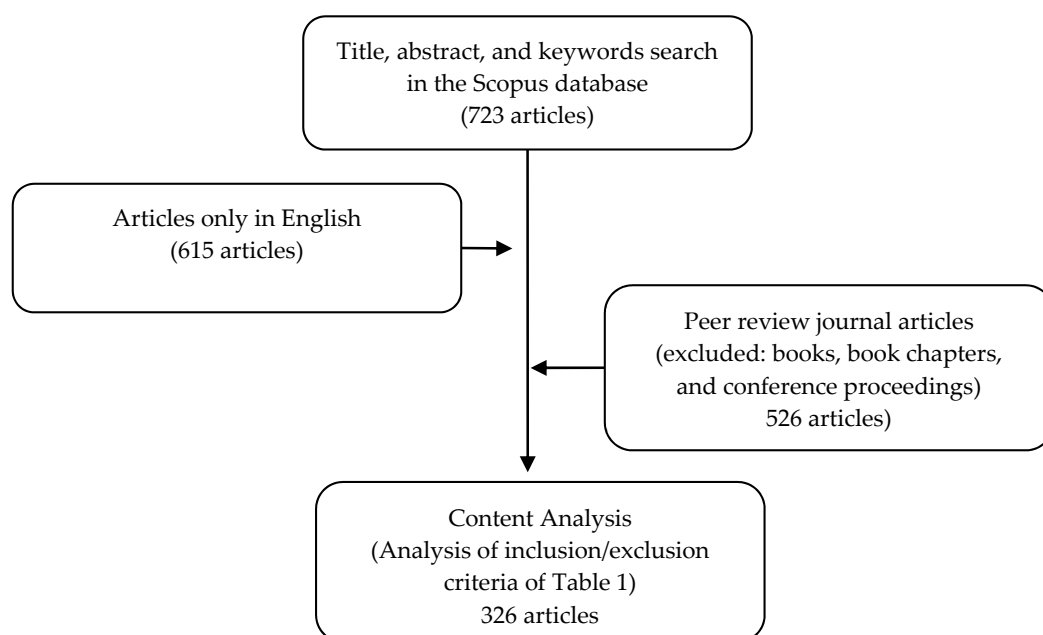 Title, abstract, and keywords search
in the Scopus database
(723 articles)
Articles only in English
(615 articles)
Peer review journal articles
(excluded: books, book chapters,
and conference proceedings)
526 articles)
Content Analysis
(Analysis of inclusion/exclusion
criteria of Table 1)
326 articles